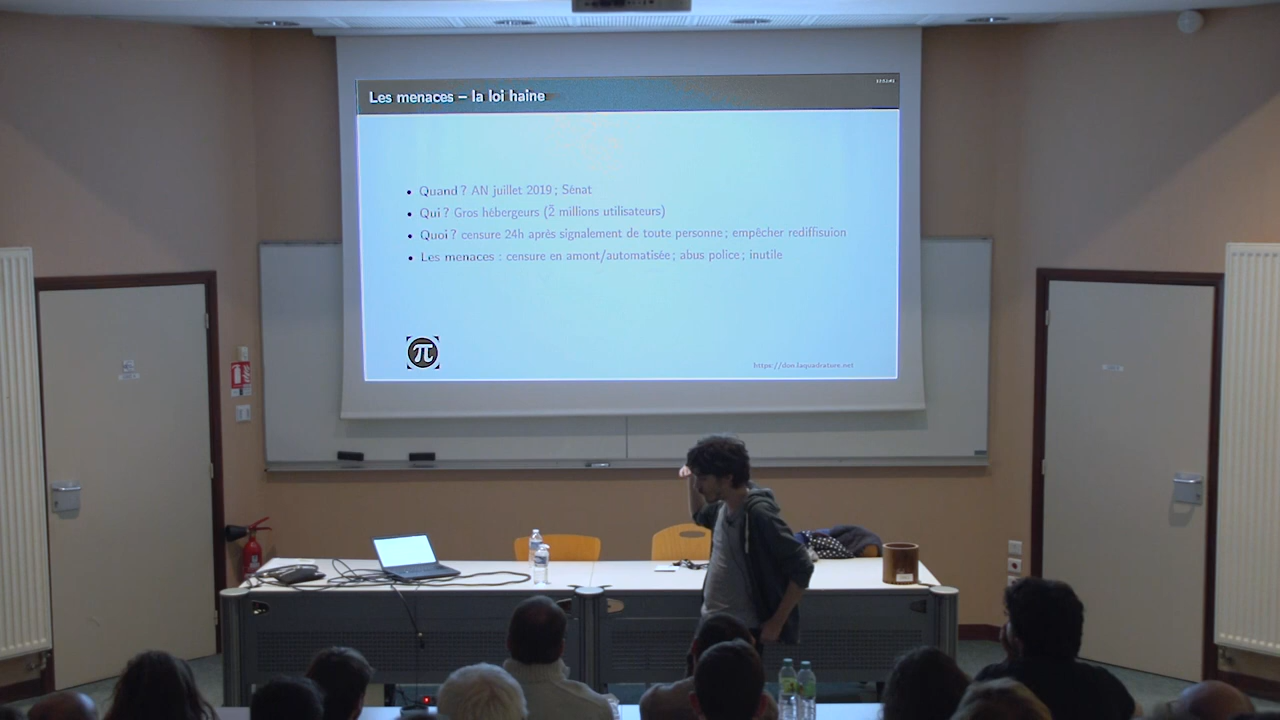 Les menaces – la loi haine
Quand ? AN juillet 2019 ; Sénat
Qui ? Gros hébergeurs (2̃ millions utilisateurs)
Quoi ? censure 24h après signalement de toute personne ; empêcher rediffisuion
Les menaces : censure en amont/automatisée ; abus police ; inutile
π
https://don.laquadrature.net